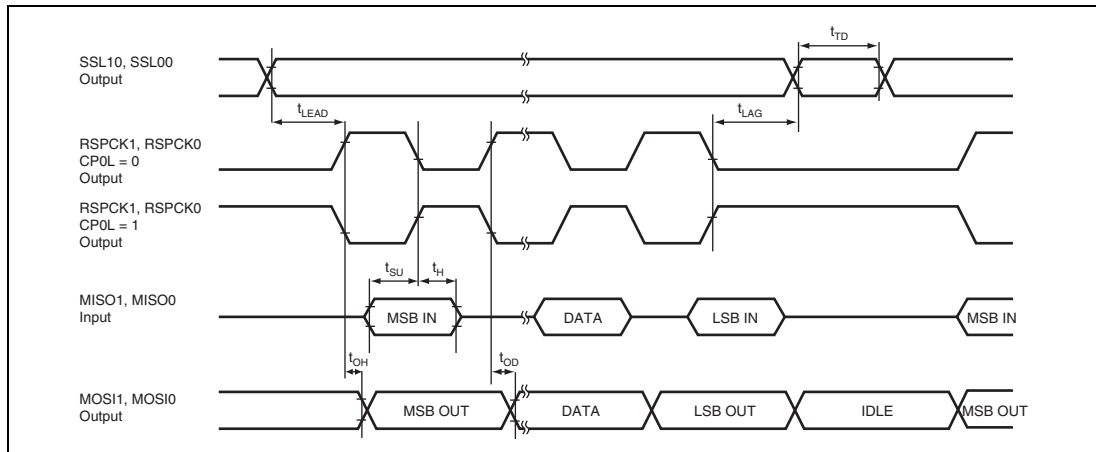 tTD
SSL10, SSL00
Output
tLEAD
tLAG
RSPCK1, RSPCK0
CP0L = 0
Output
RSPCK1, RSPCK0
CP0L = 1
Output
tSU
tH
MISO1, MISO0
Input
MSB IN
DATA
LSB IN
MSB IN
tOH
tOD
MOSI1, MOSI0
Output
MSB OUT
DATA
LSB OUT
IDLE
MSB OUT